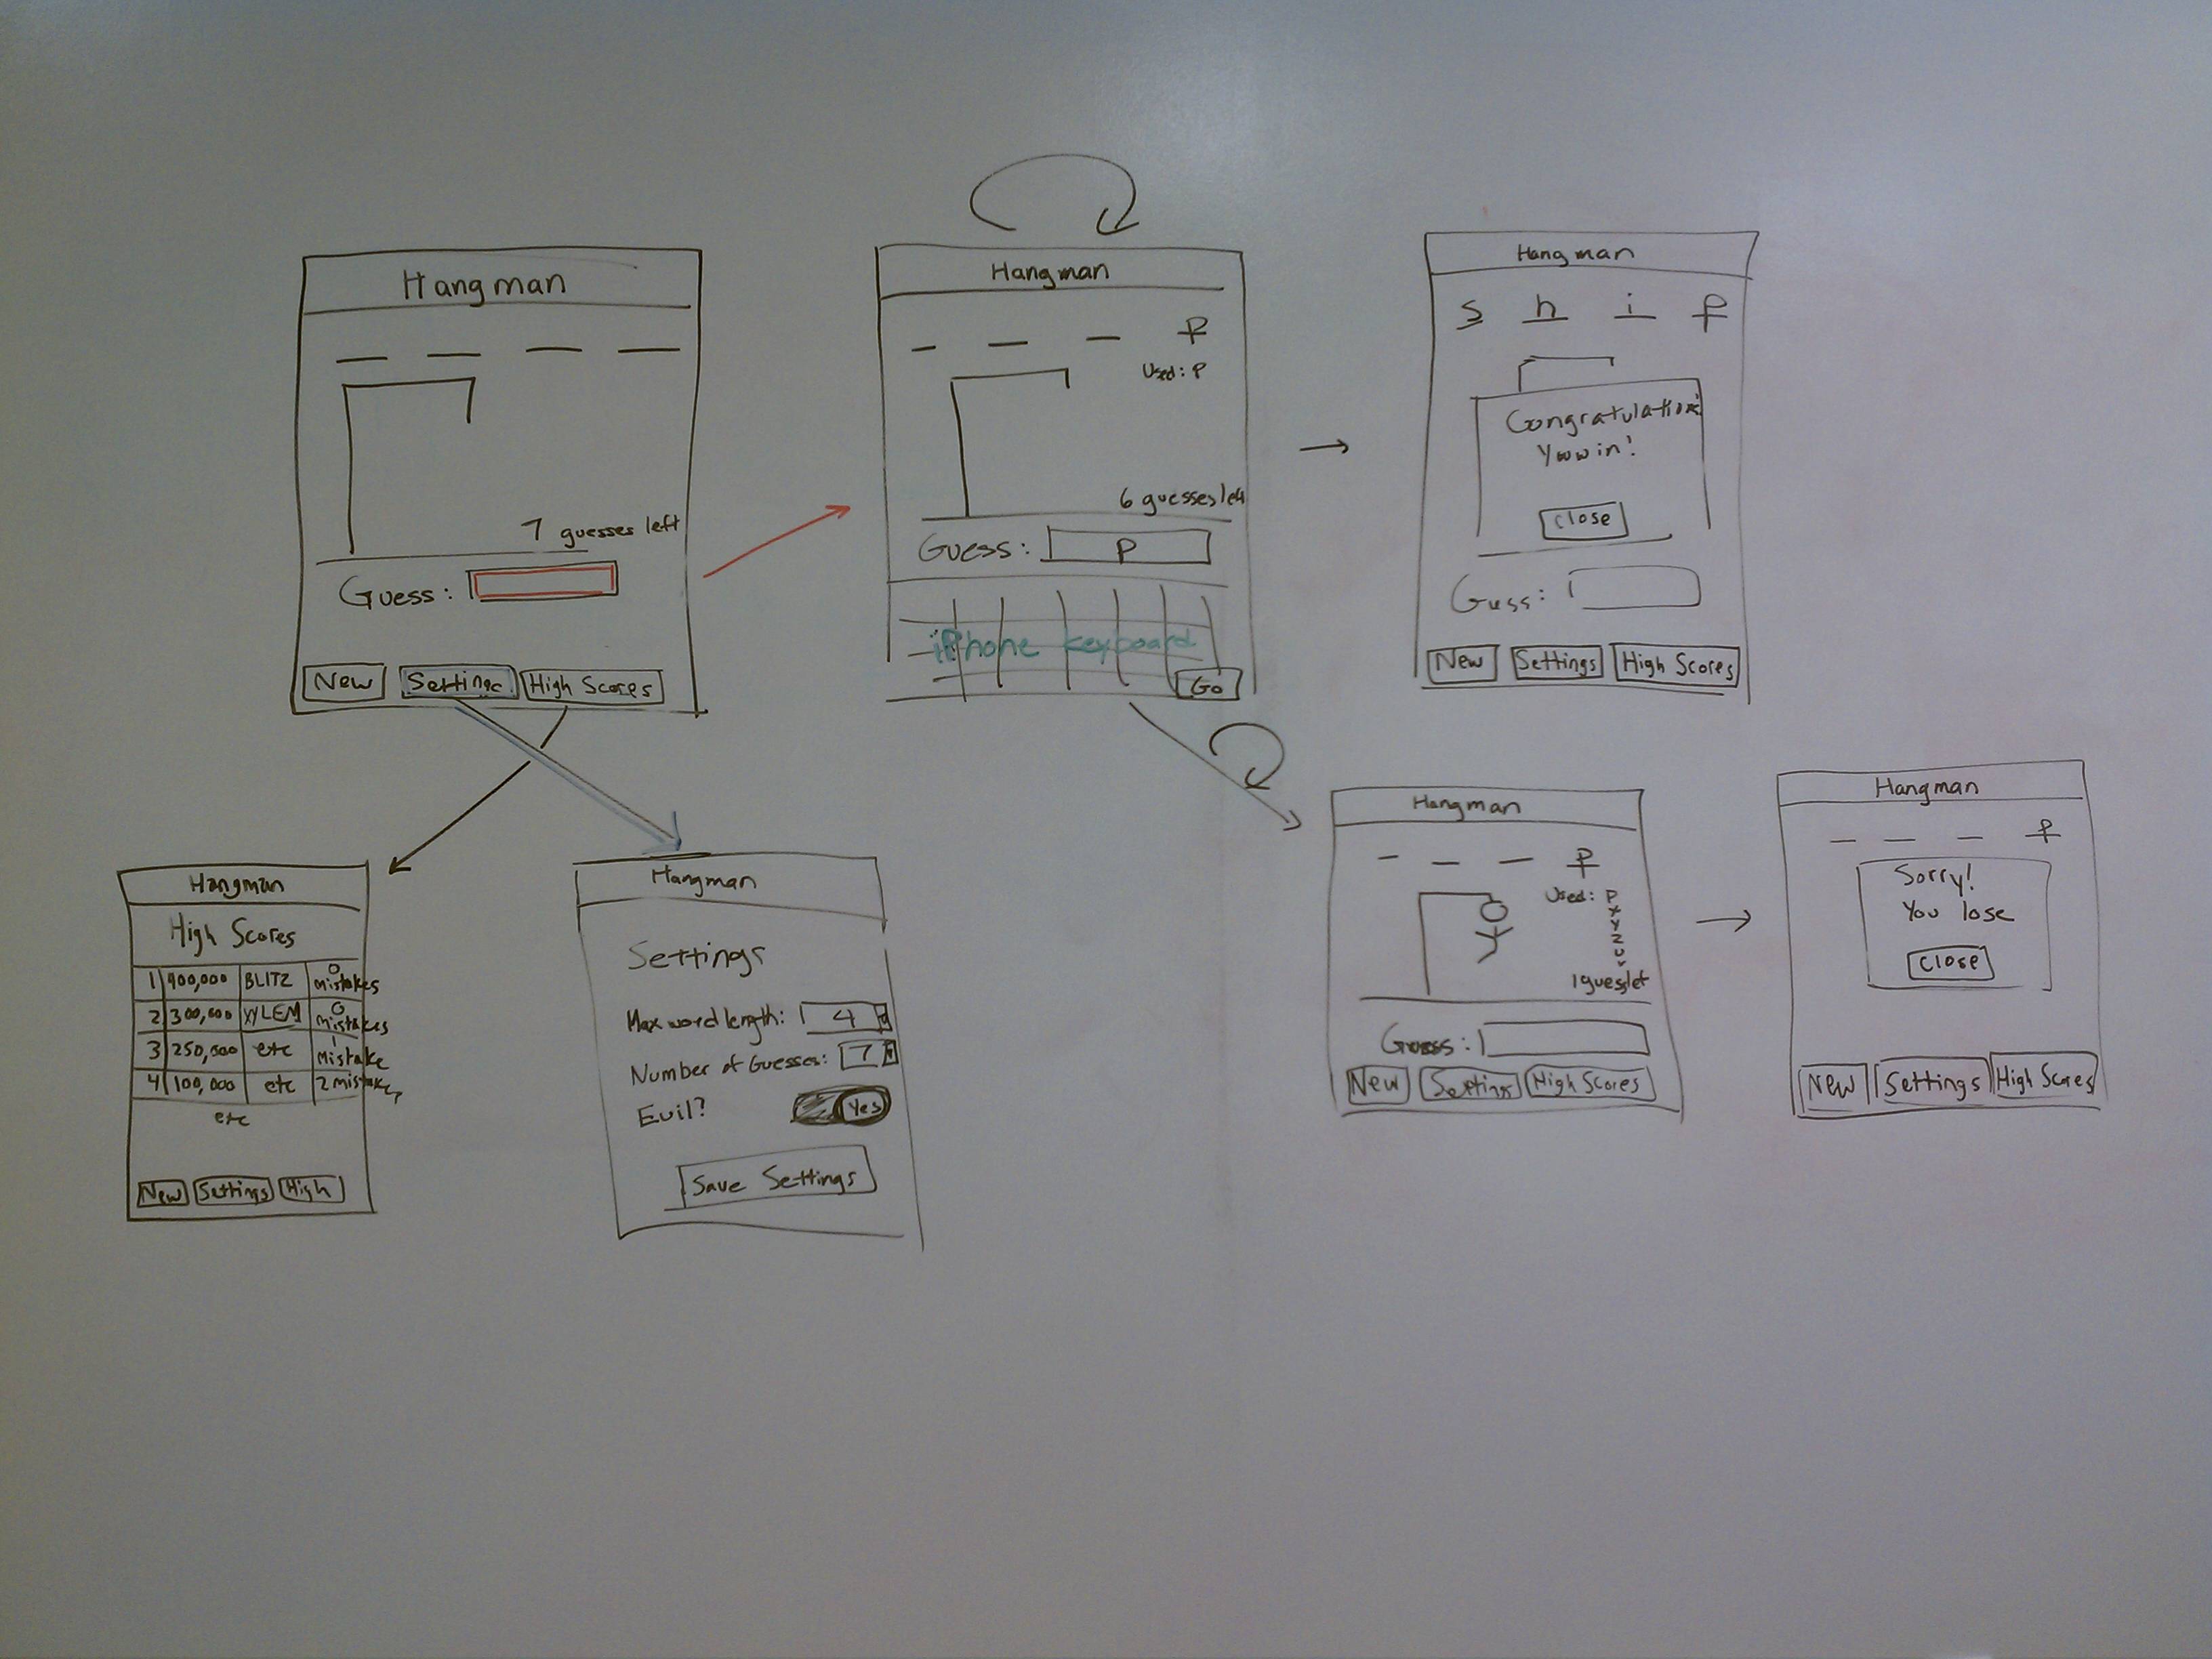 Hangman
7 guesses left
Guess:
New Settings High Scores
Hangman
P
Used: P
6 guesses left
Guess: P
iPhone keyboard
Go
Hangman
s n i p
Congratulations!
You win!
Close
Guess:
New Settings High Scores
Hangman
High Scores
1 900,000 BLITZ 0 mistakes
2 300,000 XYLEM 0 mistakes
3 250,000 etc 1 mistake
4 100,000 etc 2 mistakes
etc
New Settings High
Hangman
Settings
Max word length: 4
Number of Guesses: 7
Evil? Yes
Save Settings
Hangman
P
Used: P
X
Y
Z
U
V
1 guess left
Guess:
New Settings High Scores
Hangman
P
Sorry!
You lose
Close
New Settings High Scores